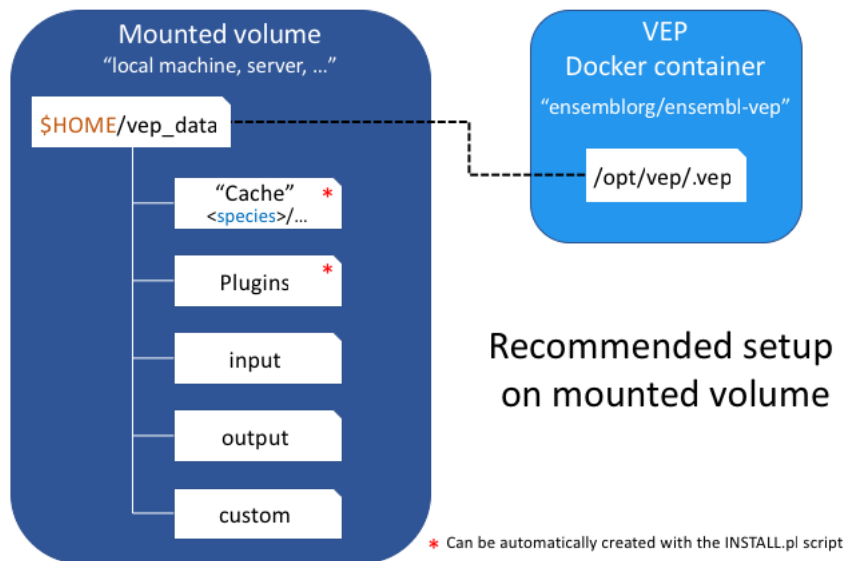 Mounted volume
“local machine, server, ...”
$HOME/vep_data
“Cache” *
<species>/...
Plugins *
input
output
custom
VEP
Docker container
“ensemblorg/ensembl-vep”
/opt/vep/.vep
Recommended setup
on mounted volume
* Can be automatically created with the INSTALL.pl script